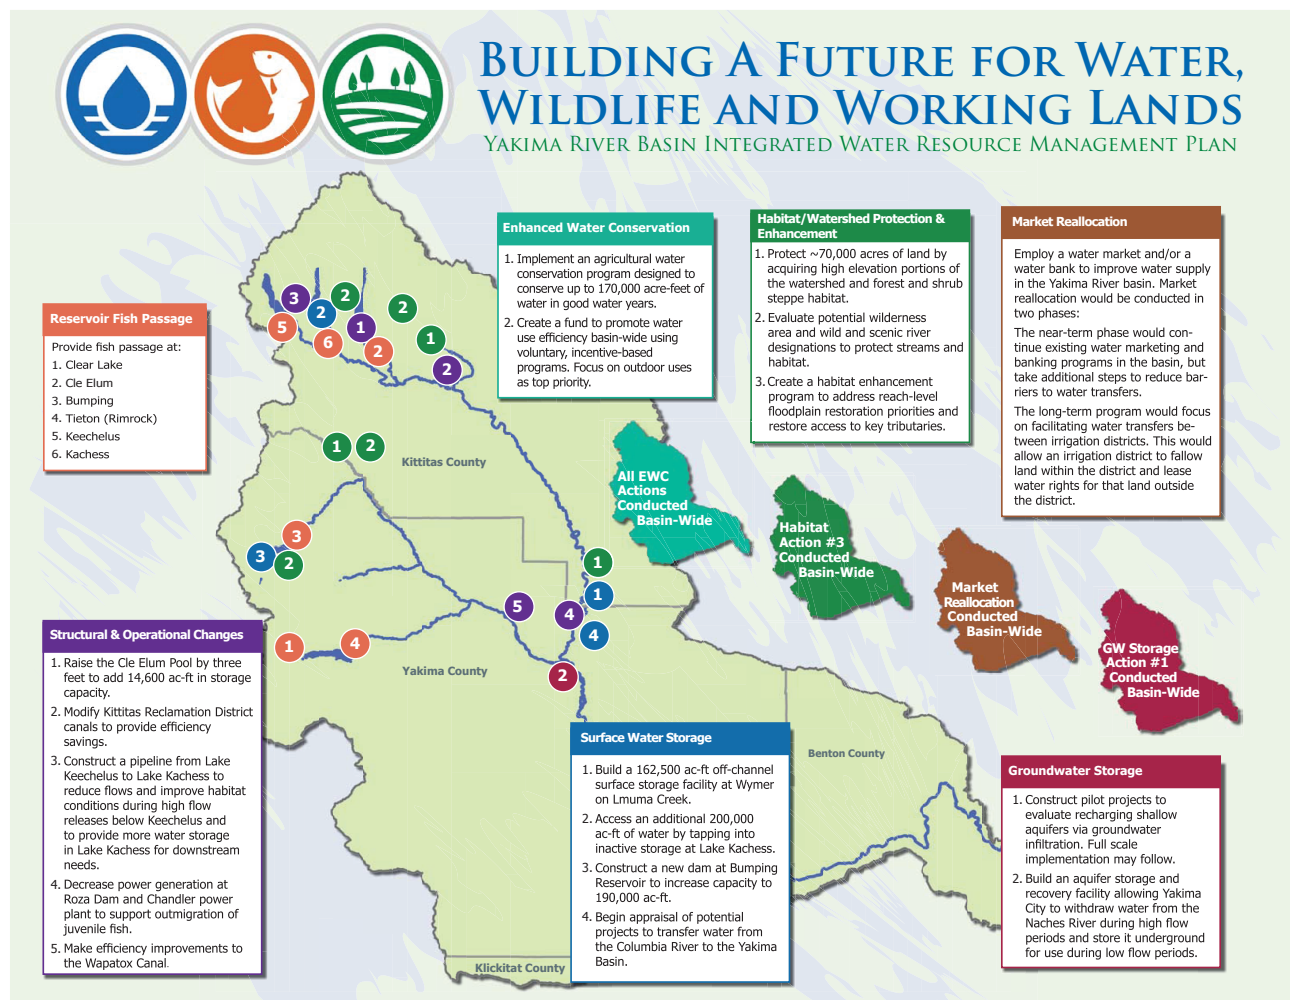 BUILDING A FUTURE FOR WATER,
WILDLIFE AND WORKING LANDS
YAKIMA RIVER BASIN INTEGRATED WATER RESOURCE MANAGEMENT PLAN
Reservoir Fish Passage
Provide fish passage at:
1. Clear Lake
2. Cle Elum
3. Bumping
4. Tieton (Rimrock)
5. Keechelus
6. Kachess
Enhanced Water Conservation
1. Implement an agricultural water
conservation program designed to
conserve up to 170,000 acre-feet of
water in good water years.
2. Create a fund to promote water
use efficiency basin-wide using
voluntary, incentive-based
programs. Focus on outdoor uses
as top priority.
Habitat/Watershed Protection &
Enhancement
1. Protect ~70,000 acres of land by
acquiring high elevation portions of
the watershed and forest and shrub
steppe habitat.
2. Evaluate potential wilderness
area and wild and scenic river
designations to protect streams and
habitat.
3. Create a habitat enhancement
program to address reach-level
floodplain restoration priorities and
restore access to key tributaries.
Market Reallocation
Employ a water market and/or a
water bank to improve water supply
in the Yakima River basin. Market
reallocation would be conducted in
two phases:
The near-term phase would con-
tinue existing water marketing and
banking programs in the basin, but
take additional steps to reduce bar-
riers to water transfers.
The long-term program would focus
on facilitating water transfers be-
tween irrigation districts. This would
allow an irrigation district to fallow
land within the district and lease
water rights for that land outside
the district.
3
2
2
2
5
1
1
6
2
2
1
2
Kittitas County
3
3
2
1
1
5
4
4
1
4
2
Yakima County
Benton County
Klickitat County
All EWC
Actions
Conducted
Basin-Wide
Habitat
Action #3
Conducted
Basin-Wide
Market
Reallocation
Conducted
Basin-Wide
GW Storage
Action #1
Conducted
Basin-Wide
Structural & Operational Changes
1. Raise the Cle Elum Pool by three
feet to add 14,600 ac-ft in storage
capacity.
2. Modify Kittitas Reclamation District
canals to provide efficiency
savings.
3. Construct a pipeline from Lake
Keechelus to Lake Kachess to
reduce flows and improve habitat
conditions during high flow
releases below Keechelus and
to provide more water storage
in Lake Kachess for downstream
needs.
4. Decrease power generation at
Roza Dam and Chandler power
plant to support outmigration of
juvenile fish.
5. Make efficiency improvements to
the Wapatox Canal.
Surface Water Storage
1. Build a 162,500 ac-ft off-channel
surface storage facility at Wymer
on Lmuma Creek.
2. Access an additional 200,000
ac-ft of water by tapping into
inactive storage at Lake Kachess.
3. Construct a new dam at Bumping
Reservoir to increase capacity to
190,000 ac-ft.
4. Begin appraisal of potential
projects to transfer water from
the Columbia River to the Yakima
Basin.
Groundwater Storage
1. Construct pilot projects to
evaluate recharging shallow
aquifers via groundwater
infiltration. Full scale
implementation may follow.
2. Build an aquifer storage and
recovery facility allowing Yakima
City to withdraw water from the
Naches River during high flow
periods and store it underground
for use during low flow periods.